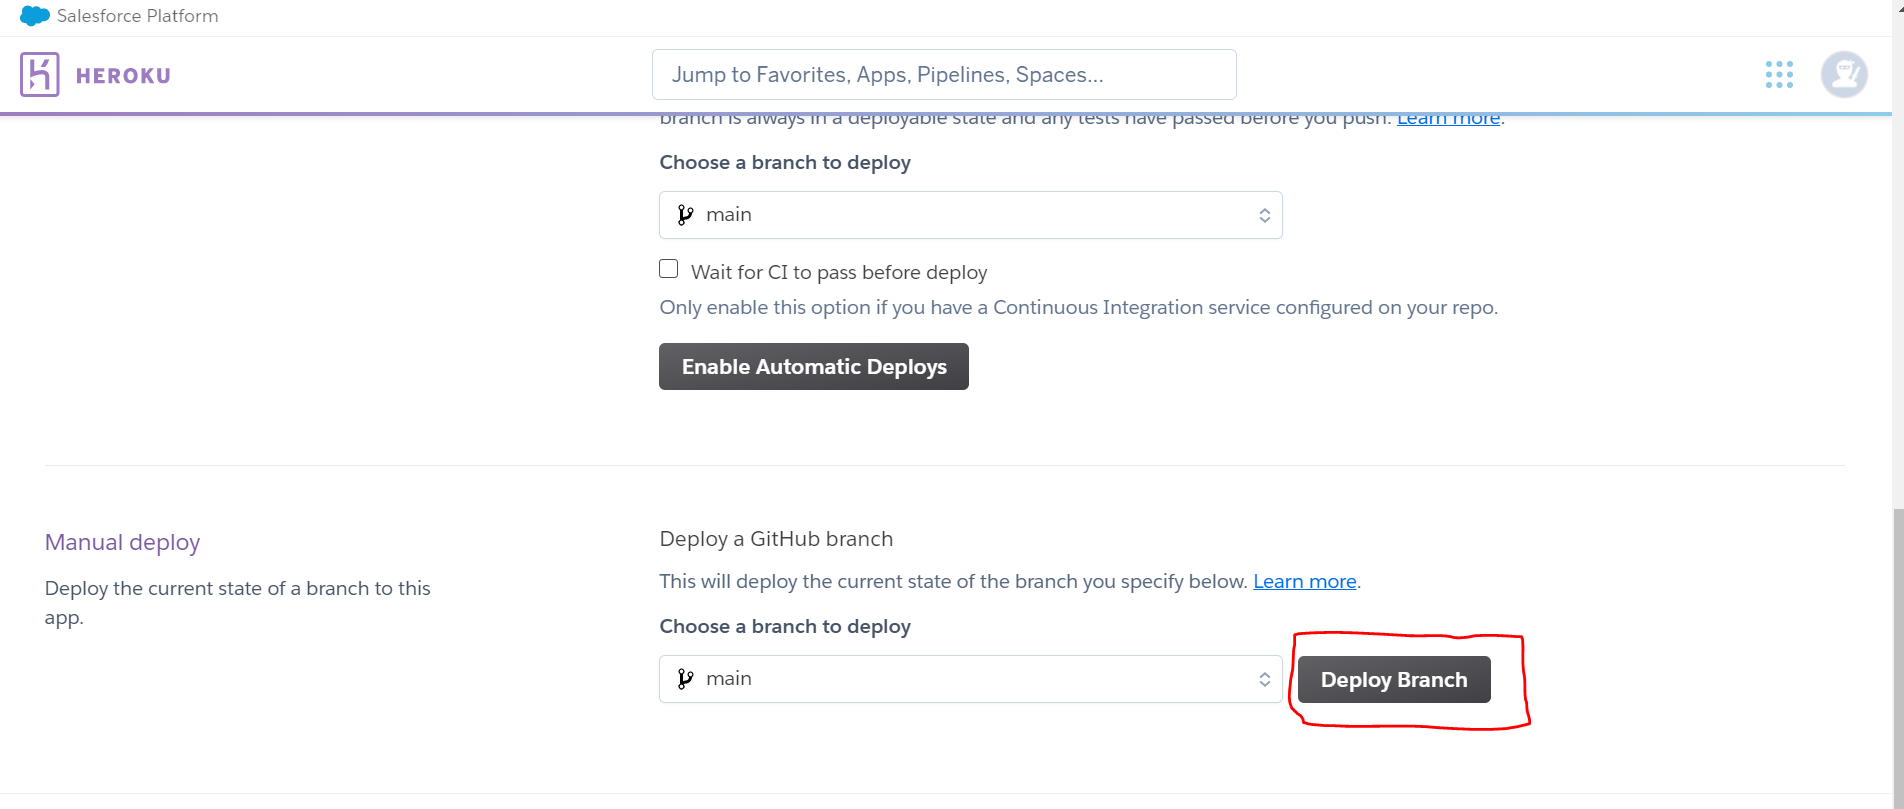 Salesforce Platform
HEROKU
Jump to Favorites, Apps, Pipelines, Spaces...
branch is always in a deployable state and any tests have passed before you push. Learn more.
Choose a branch to deploy
main
Wait for CI to pass before deploy
Only enable this option if you have a Continuous Integration service configured on your repo.
Enable Automatic Deploys
Manual deploy
Deploy the current state of a branch to this
app.
Deploy a GitHub branch
This will deploy the current state of the branch you specify below. Learn more.
Choose a branch to deploy
main
Deploy Branch